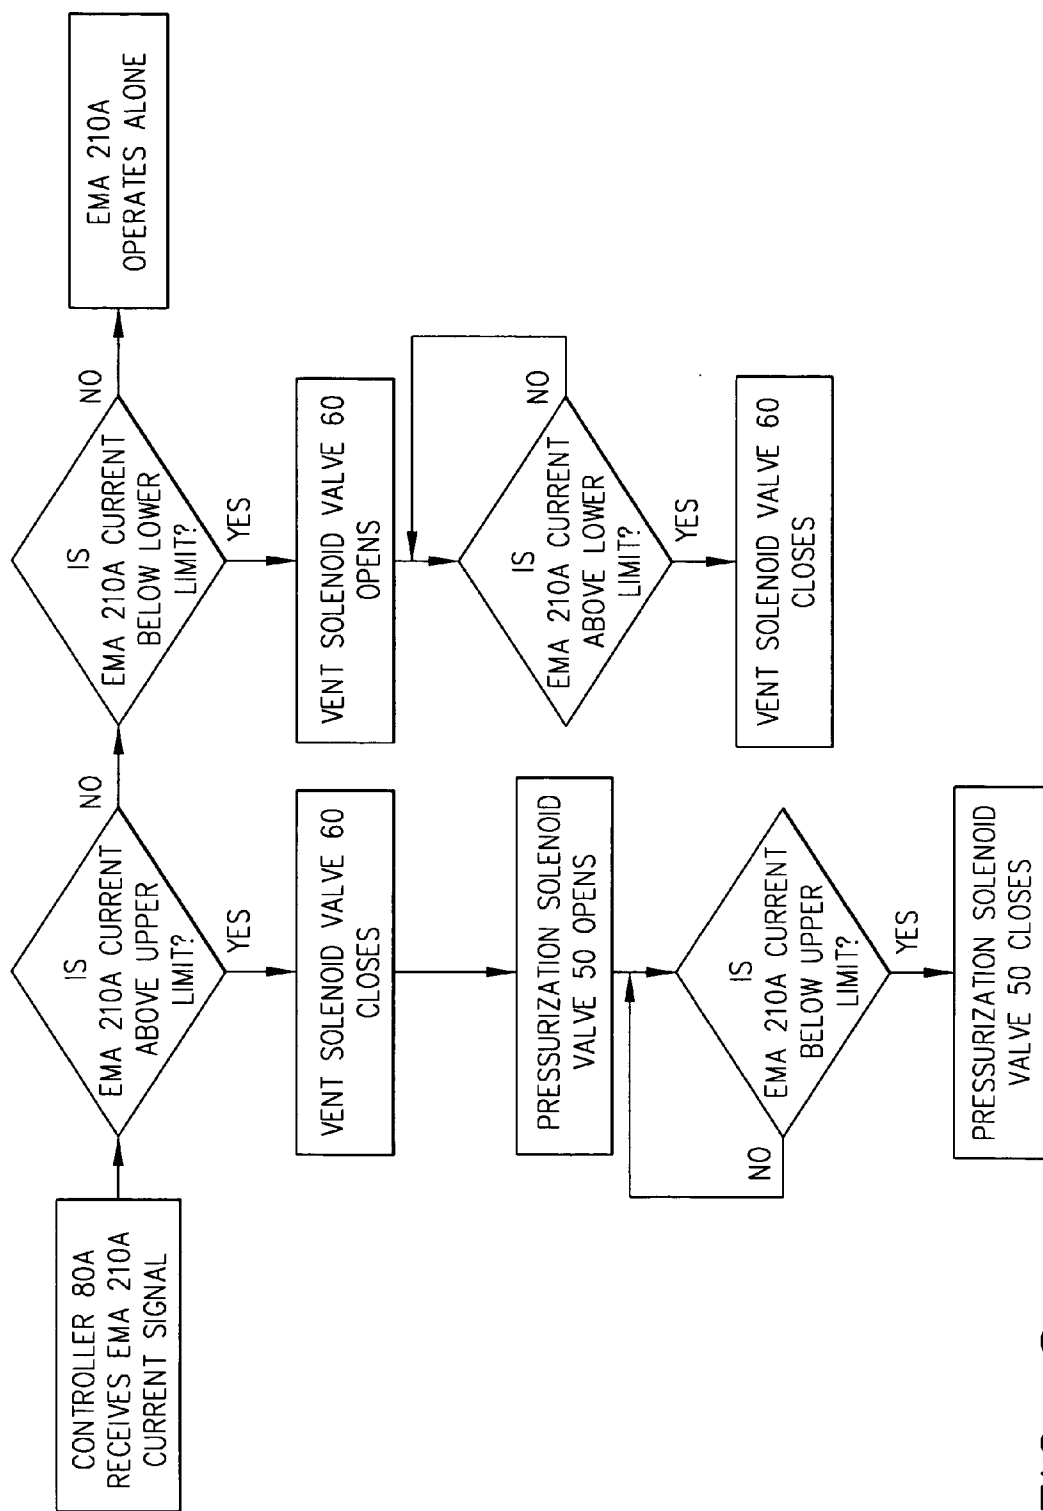 CONTROLLER 80A
RECEIVES EMA 210A
CURRENT SIGNAL
IS
EMA 210A CURRENT
ABOVE UPPER
LIMIT?
NO
YES
IS
EMA 210A CURRENT
BELOW LOWER
LIMIT?
NO
YES
EMA 210A
OPERATES ALONE
VENT SOLENOID VALVE 60
CLOSES
PRESSURIZATION SOLENOID
VALVE 50 OPENS
IS
EMA 210A CURRENT
BELOW UPPER
LIMIT?
NO
YES
PRESSURIZATION SOLENOID
VALVE 50 CLOSES
VENT SOLENOID VALVE 60
OPENS
IS
EMA 210A CURRENT
ABOVE LOWER
LIMIT?
NO
YES
VENT SOLENOID VALVE 60
CLOSES